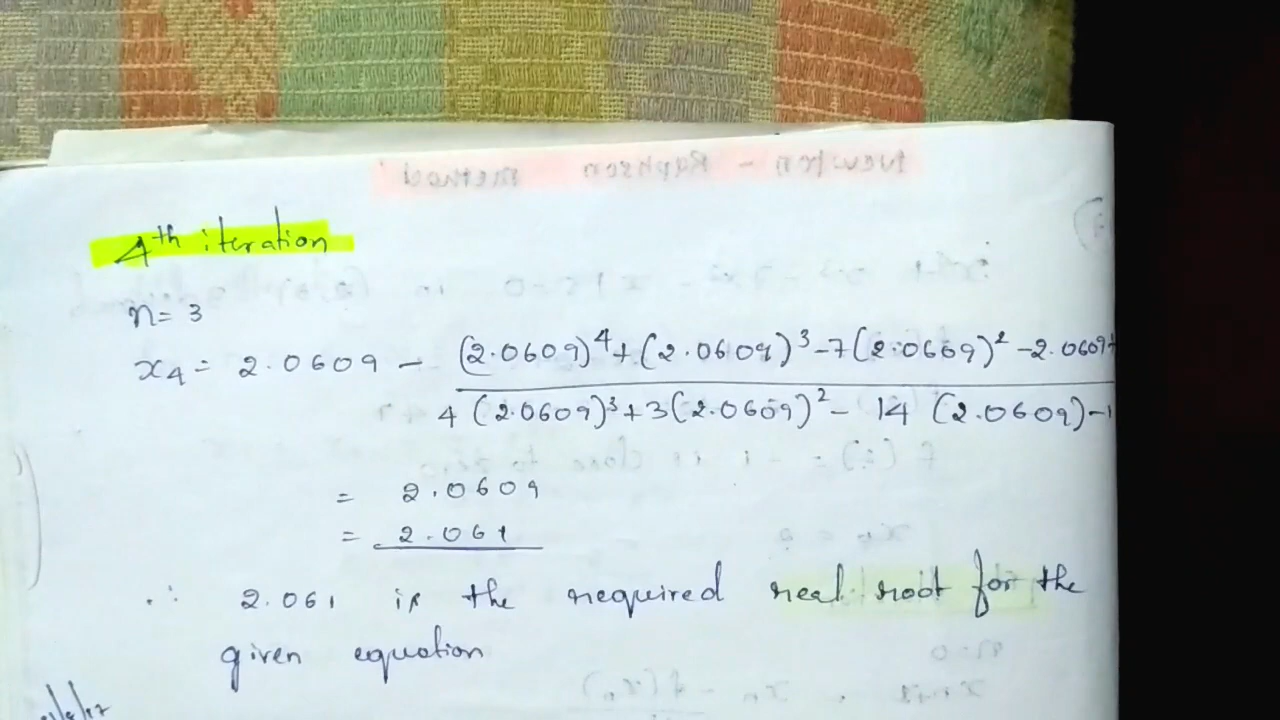 4th iteration
n = 3
x4 = 2.0609 - (2.0609)^4 + (2.0609)^3 - 7(2.0609)^2 - 2.0609+
4 (2.0609)^3 + 3(2.0609)^2 - 14 (2.0609) - 1
= 2.0609
= 2.061
∴ 2.061 is the required real root for the
given equation